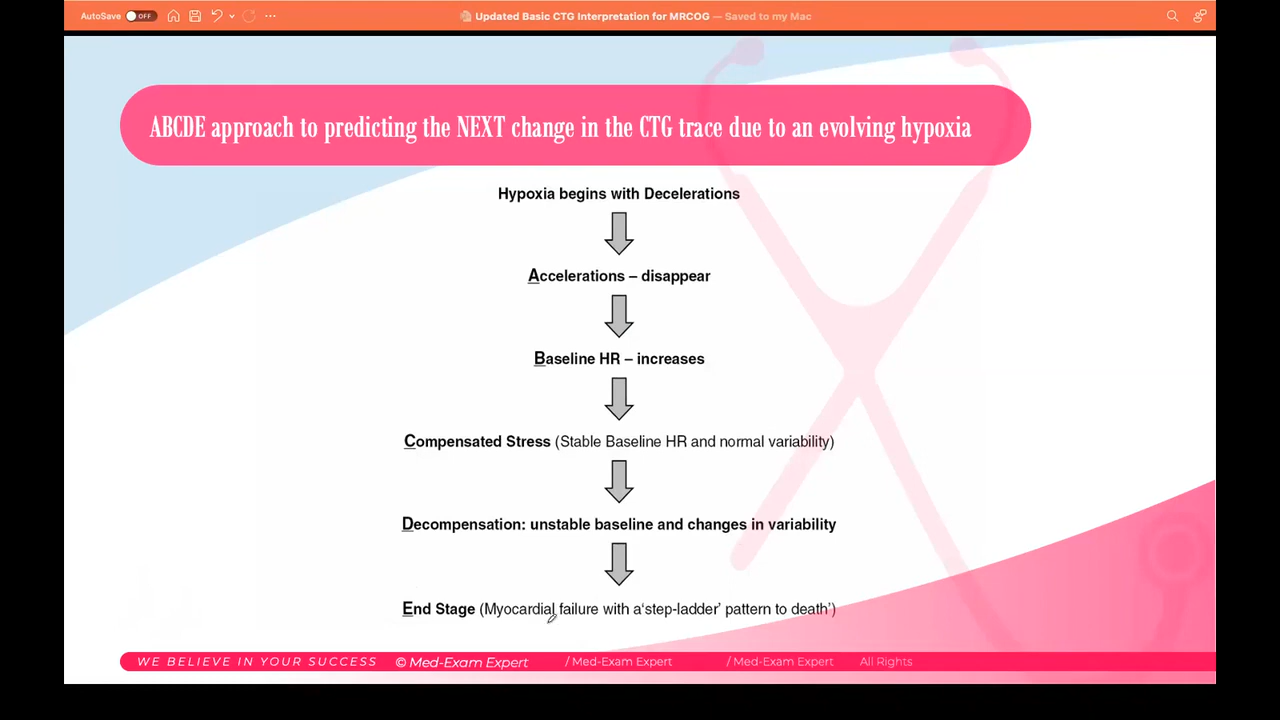 AutoSave OFF
Updated Basic CTG Interpretation for MRCOG — Saved to my Mac
ABCDE approach to predicting the NEXT change in the CTG trace due to an evolving hypoxia
Hypoxia begins with Decelerations
Accelerations – disappear
Baseline HR – increases
Compensated Stress (Stable Baseline HR and normal variability)
Decompensation: unstable baseline and changes in variability
End Stage (Myocardial failure with a‘step-ladder’ pattern to death’)
WE BELIEVE IN YOUR SUCCESS © Med-Exam Expert / Med-Exam Expert / Med-Exam Expert All Rights